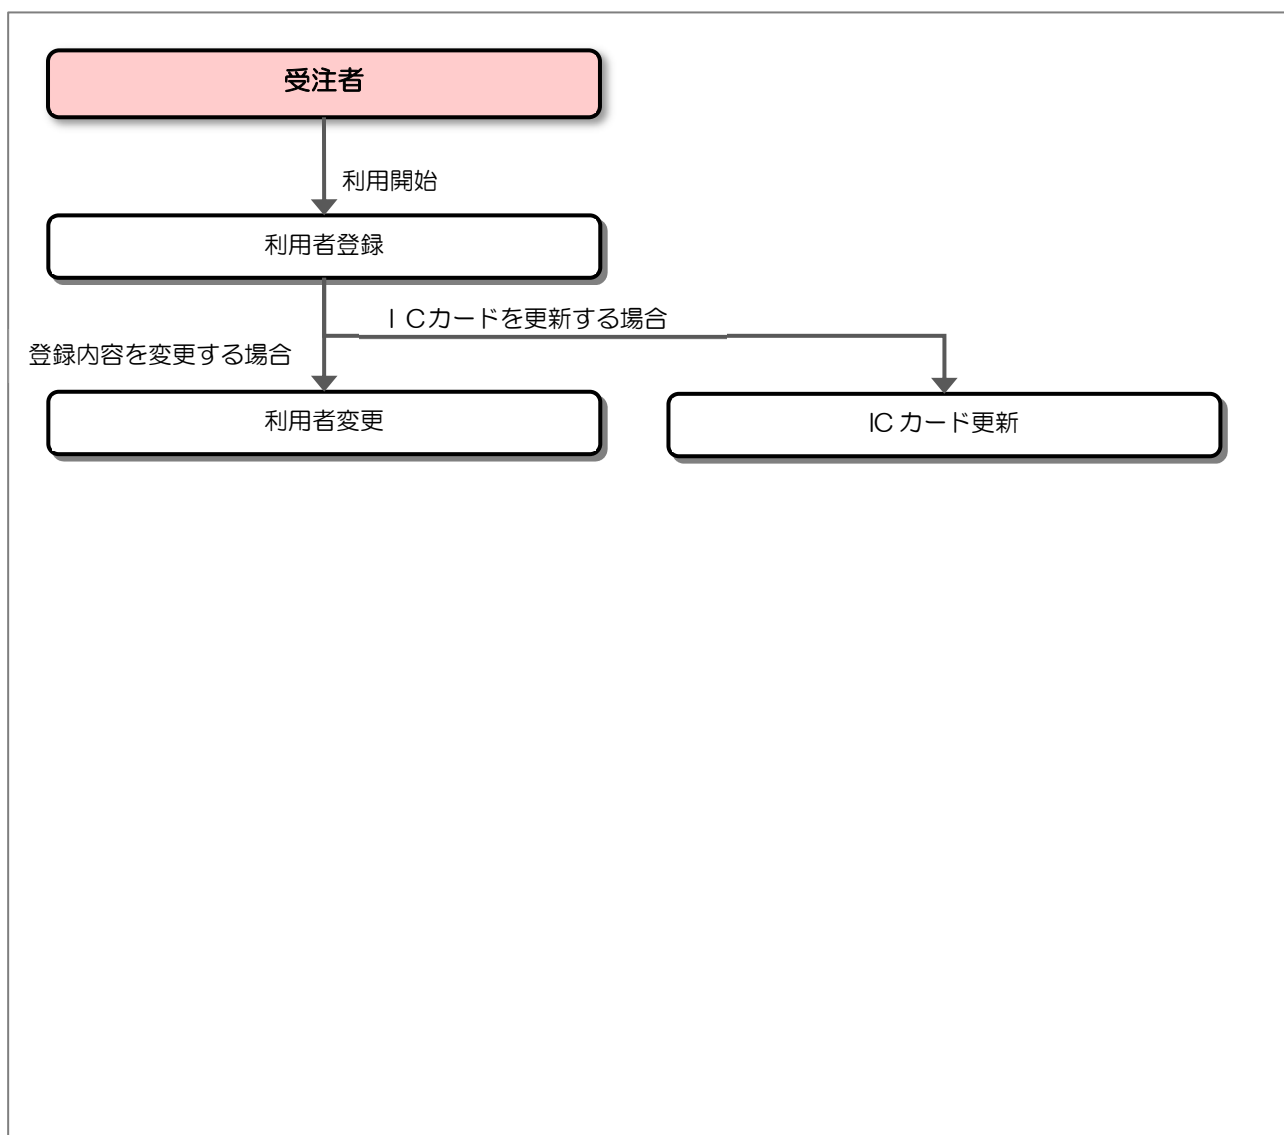 受注者
利用開始
利用者登録
ＩＣカードを更新する場合
登録内容を変更する場合
利用者変更
IC カード更新